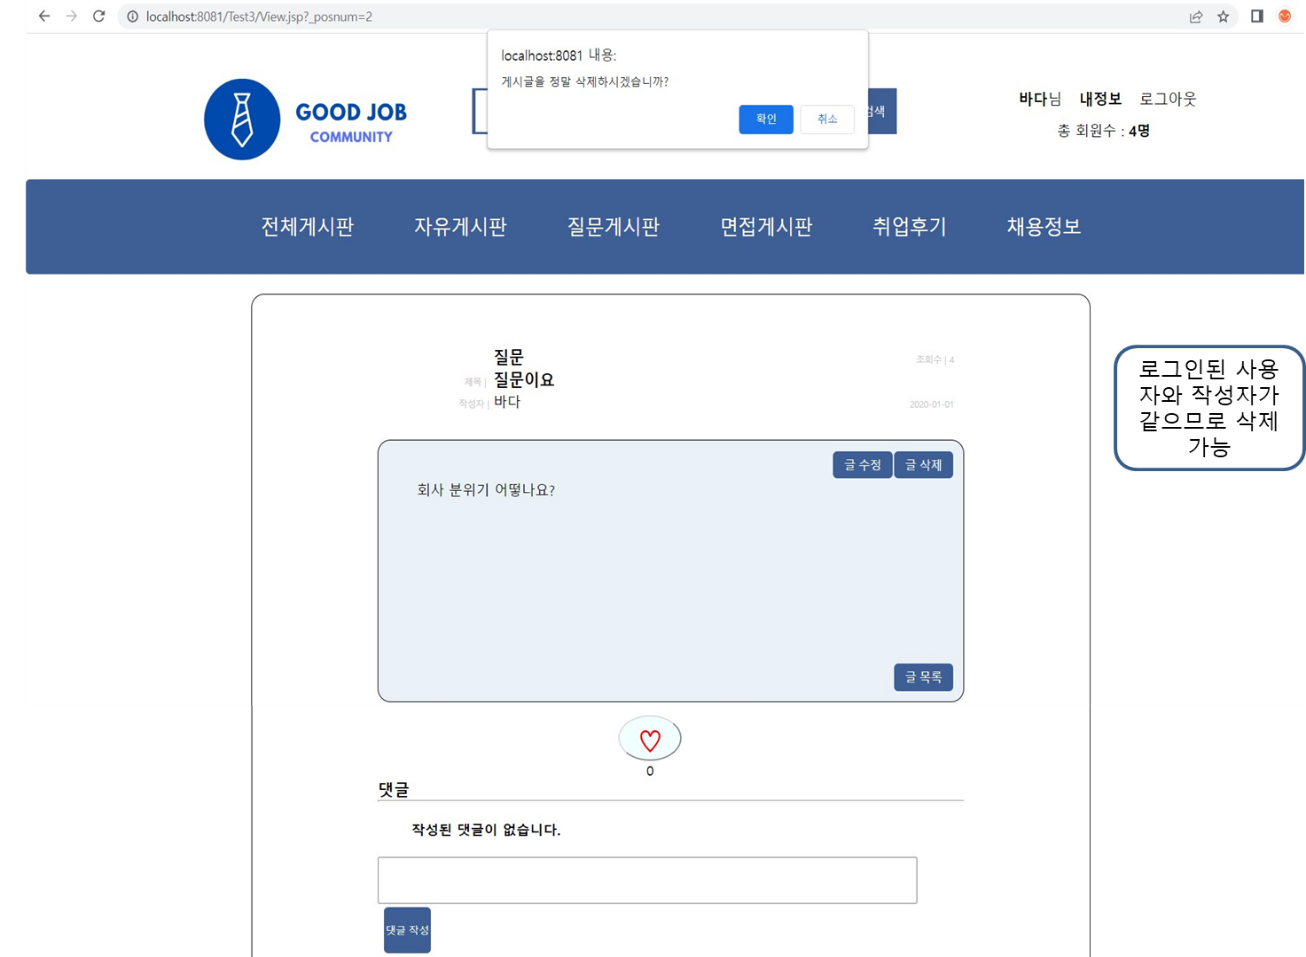 localhost:8081/Test3/View.jsp?_posnum=2
localhost:8081 내용:
게시글을 정말 삭제하시겠습니까?
확인 취소
GOOD JOB
COMMUNITY
바다님 내정보 로그아웃
총 회원수 : 4명
전체게시판 자유게시판 질문게시판 면접게시판 취업후기 채용정보
질문
조회수 | 4
제목 | 질문이요
작성자 | 바다
2020-01-01
로그인된 사용
자와 작성자가
같으므로 삭제
가능
글 수정 글 삭제
회사 분위기 어떻나요?
글 목록
♡
0
댓글
작성된 댓글이 없습니다.
댓글 작성